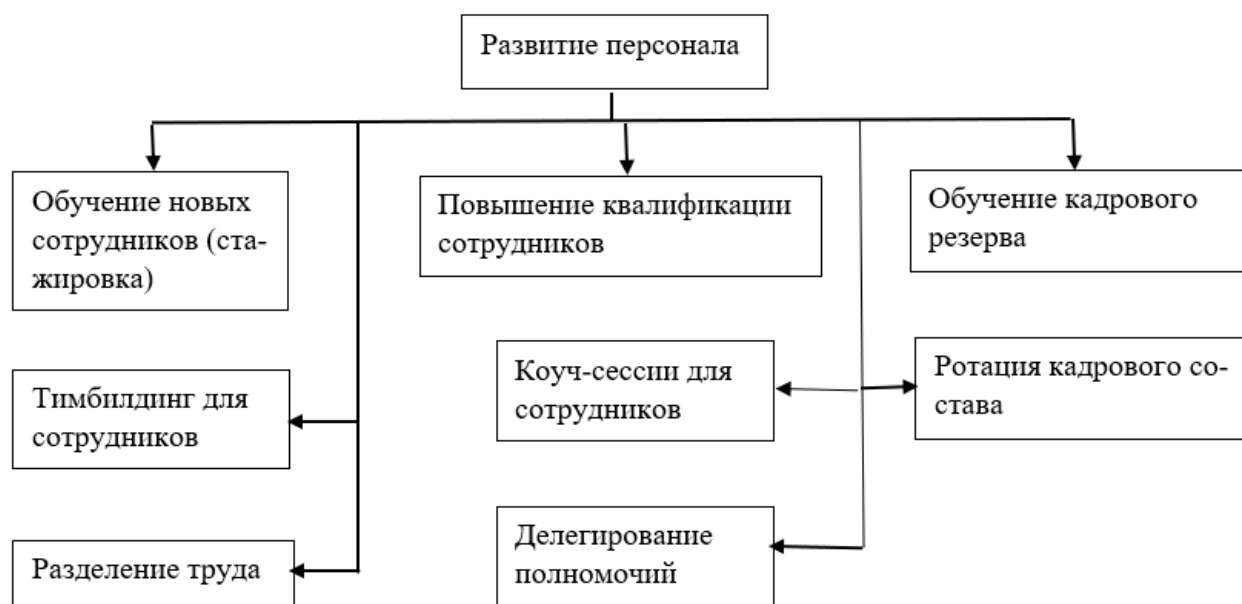 Развитие персонала
Обучение новых
сотрудников (ста-
жировка)
Повышение квалификации
сотрудников
Обучение кадрового
резерва
Тимбилдинг для
сотрудников
Коуч-сессии для
сотрудников
Ротация кадрового со-
става
Разделение труда
Делегирование
полномочий